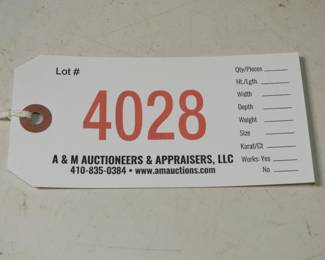 Lot #
4028
Qty/Pieces
Ht./Lgth.
Width
Depth
Weight
Size
Karat/Ct
Works: Yes
No
A & M AUCTIONEERS & APPRAISERS, LLC
410-835-0384 • www.amauctions.com